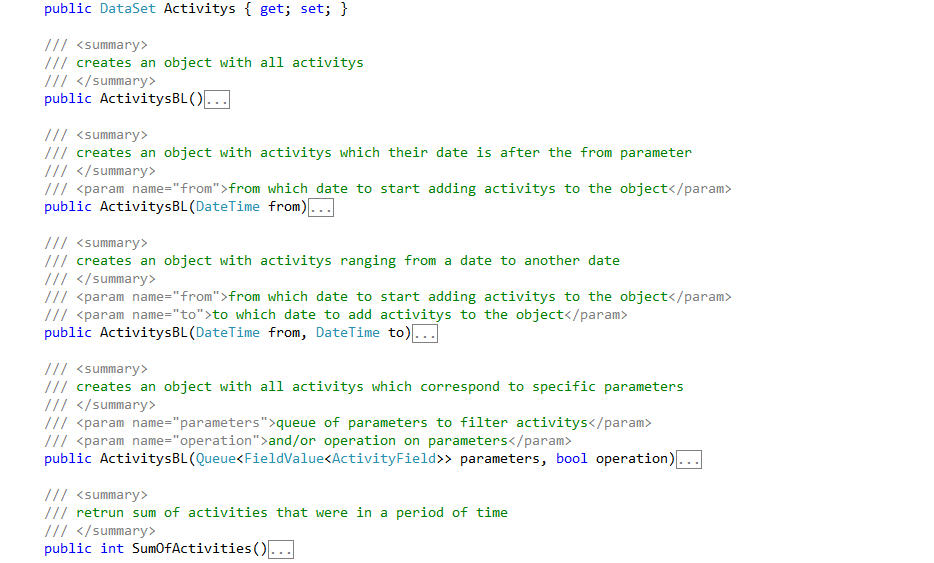 public DataSet Activitys { get; set; }
/// <summary>
/// creates an object with all activitys
/// </summary>
public ActivitysBL()...
/// <summary>
/// creates an object with activitys which their date is after the from parameter
/// </summary>
/// <param name="from">from which date to start adding activitys to the object</param>
public ActivitysBL(DateTime from)...
/// <summary>
/// creates an object with activitys ranging from a date to another date
/// </summary>
/// <param name="from">from which date to start adding activitys to the object</param>
/// <param name="to">to which date to add activitys to the object</param>
public ActivitysBL(DateTime from, DateTime to)...
/// <summary>
/// creates an object with all activitys which correspond to specific parameters
/// </summary>
/// <param name="parameters">queue of parameters to filter activitys</param>
/// <param name="operation">and/or operation on parameters</param>
public ActivitysBL(Queue<FieldValue<ActivityField>> parameters, bool operation)...
/// <summary>
/// retrun sum of activities that were in a period of time
/// </summary>
public int SumOfActivities()...